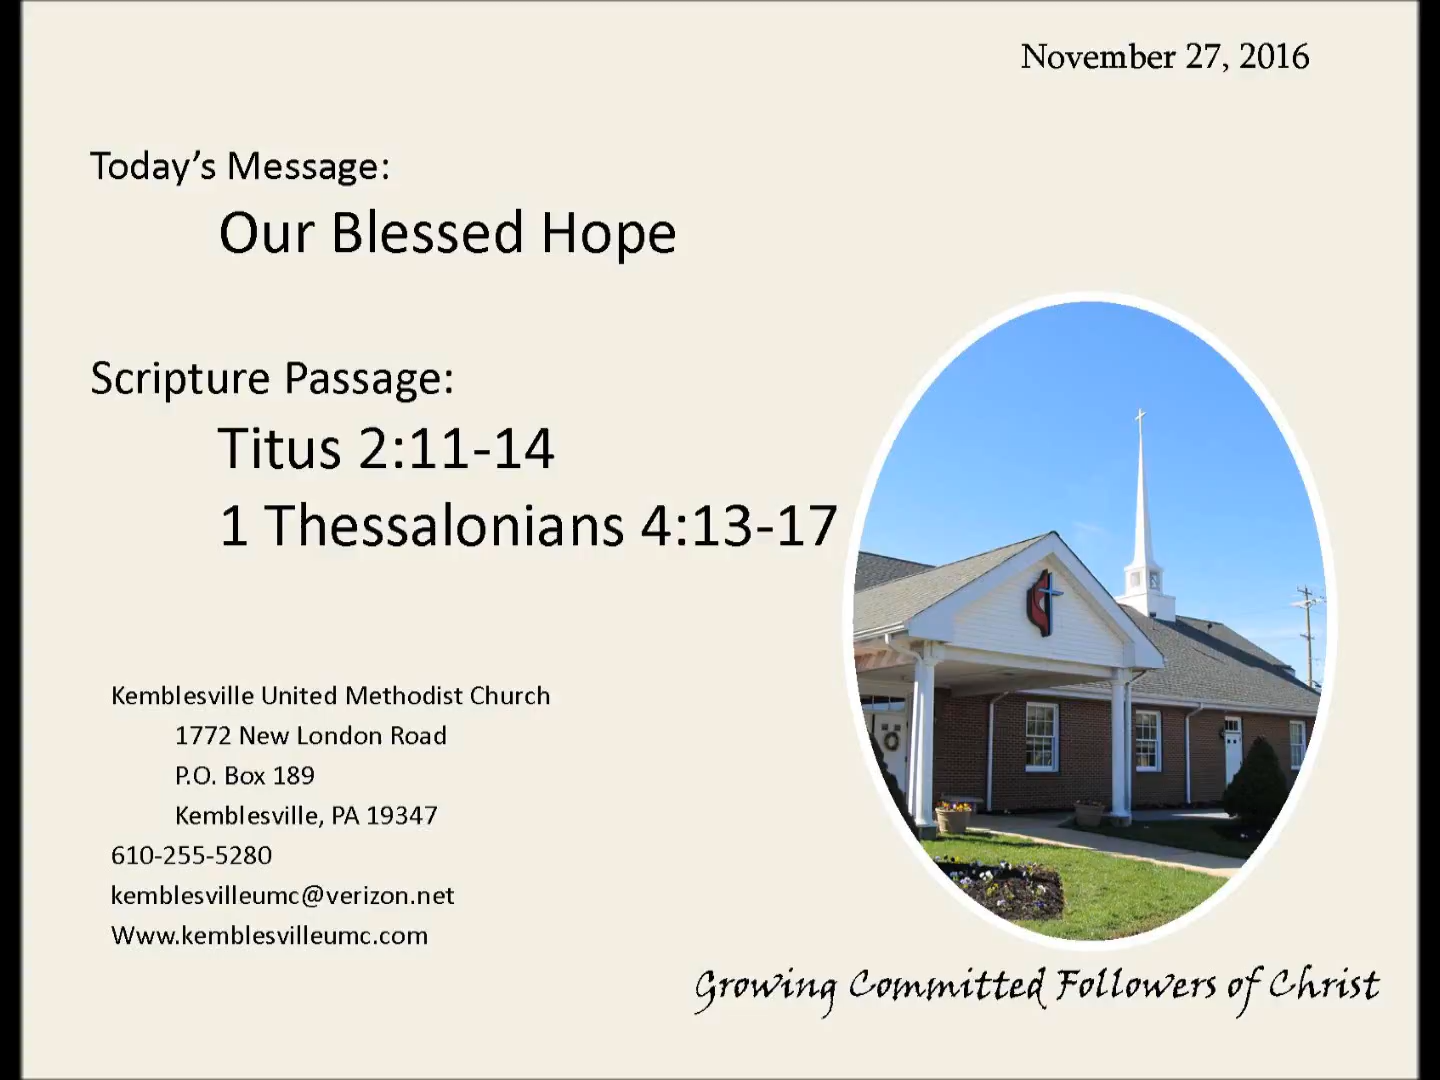 November 27, 2016
Today’s Message:
Our Blessed Hope
Scripture Passage:
Titus 2:11-14
1 Thessalonians 4:13-17
Kemblesville United Methodist Church
1772 New London Road
P.O. Box 189
Kemblesville, PA 19347
610-255-5280
kemblesvilleumc@verizon.net
Www.kemblesvilleumc.com
Growing Committed Followers of Christ